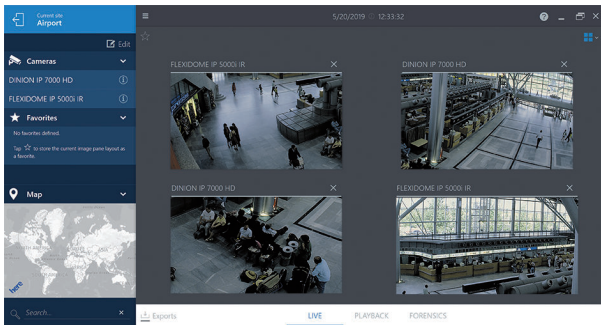 Current site
Airport
5/20/2019 12:33:32
Edit
Cameras
DINION IP 7000 HD
FLEXIDOME IP 5000i IR
Favorites
No favorites defined.
Tap ☆ to store the current image pane layout as
a favorite.
Map
here
Search...
FLEXIDOME IP 5000i IR
DINION IP 7000 HD
DINION IP 7000 HD
FLEXIDOME IP 5000i IR
Exports
LIVE
PLAYBACK
FORENSICS